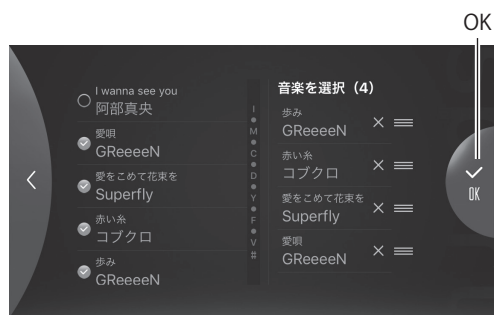 OK
I wanna see you
阿部真央
愛唄
GReeeeN
愛をこめて花束を
Superfly
赤い糸
コブクロ
歩み
GReeeeN
I
M
C
D
Y
F
V
#
音楽を選択（4）
歩み
GReeeeN
赤い糸
コブクロ
愛をこめて花束を
Superfly
愛唄
GReeeeN
OK